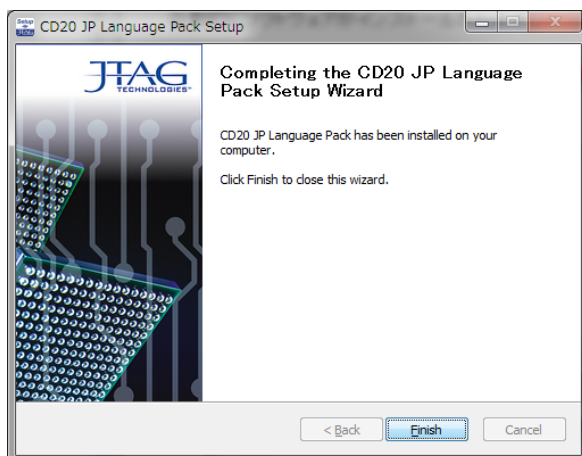 CD20 JP Language Pack Setup
JTAG
TECHNOLOGIES
Completing the CD20 JP Language
Pack Setup Wizard
CD20 JP Language Pack has been installed on your
computer.
Click Finish to close this wizard.
< Back
Finish
Cancel